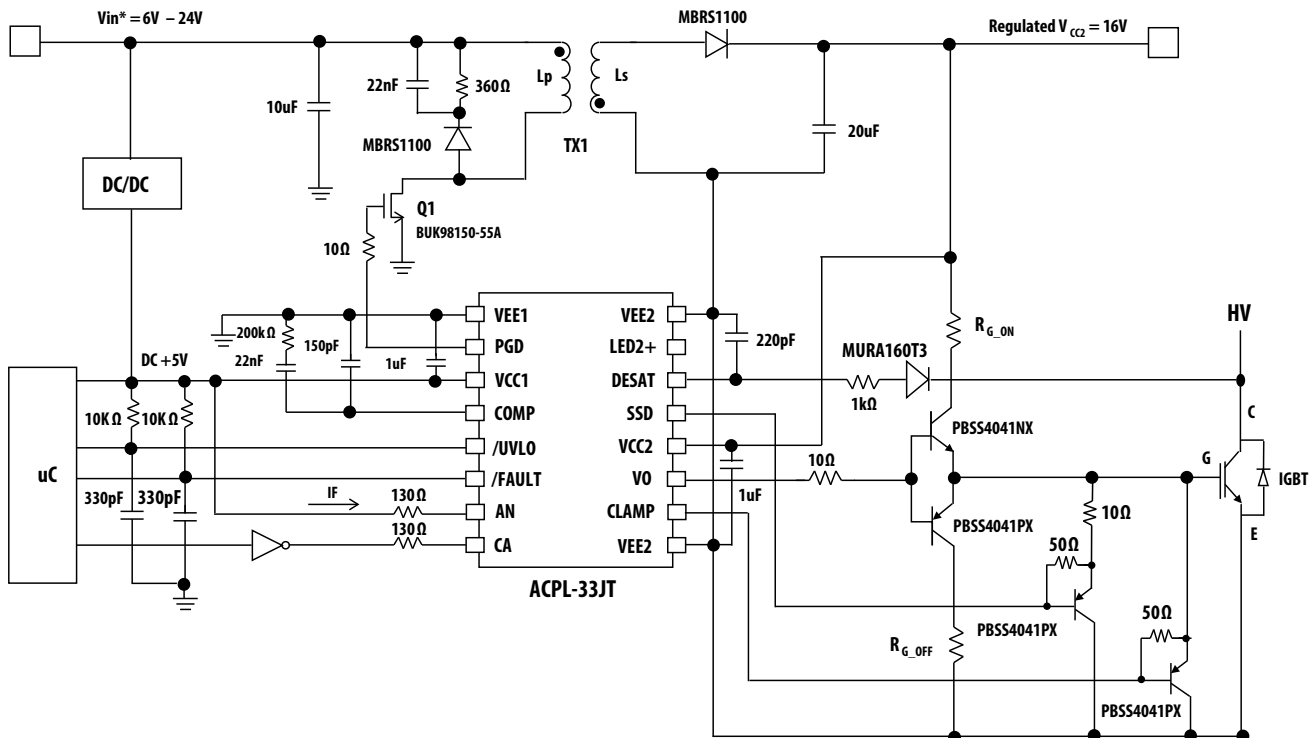 Vin* = 6V – 24V
MBRS1100
Regulated V CC2 = 16V
22nF
360Ω
Lp
Ls
10uF
MBRS1100
TX1
20uF
DC/DC
Q1
BUK98150-55A
10Ω
VEE1
VEE2
R G_ON
HV
200kΩ
150pF
220pF
PGD
LED2+
MURA160T3
22nF
1uF
DC +5V
VCC1
DESAT
1kΩ
10KΩ
10KΩ
COMP
SSD
C
PBSS4041NX
/UVLO
VCC2
G
uC
10Ω
/FAULT
VO
1uF
IGBT
330pF
330pF
IF
130Ω
AN
CLAMP
10Ω
PBSS4041PX
130Ω
CA
VEE2
E
50Ω
ACPL-33JT
50Ω
PBSS4041PX
R G_OFF
PBSS4041PX